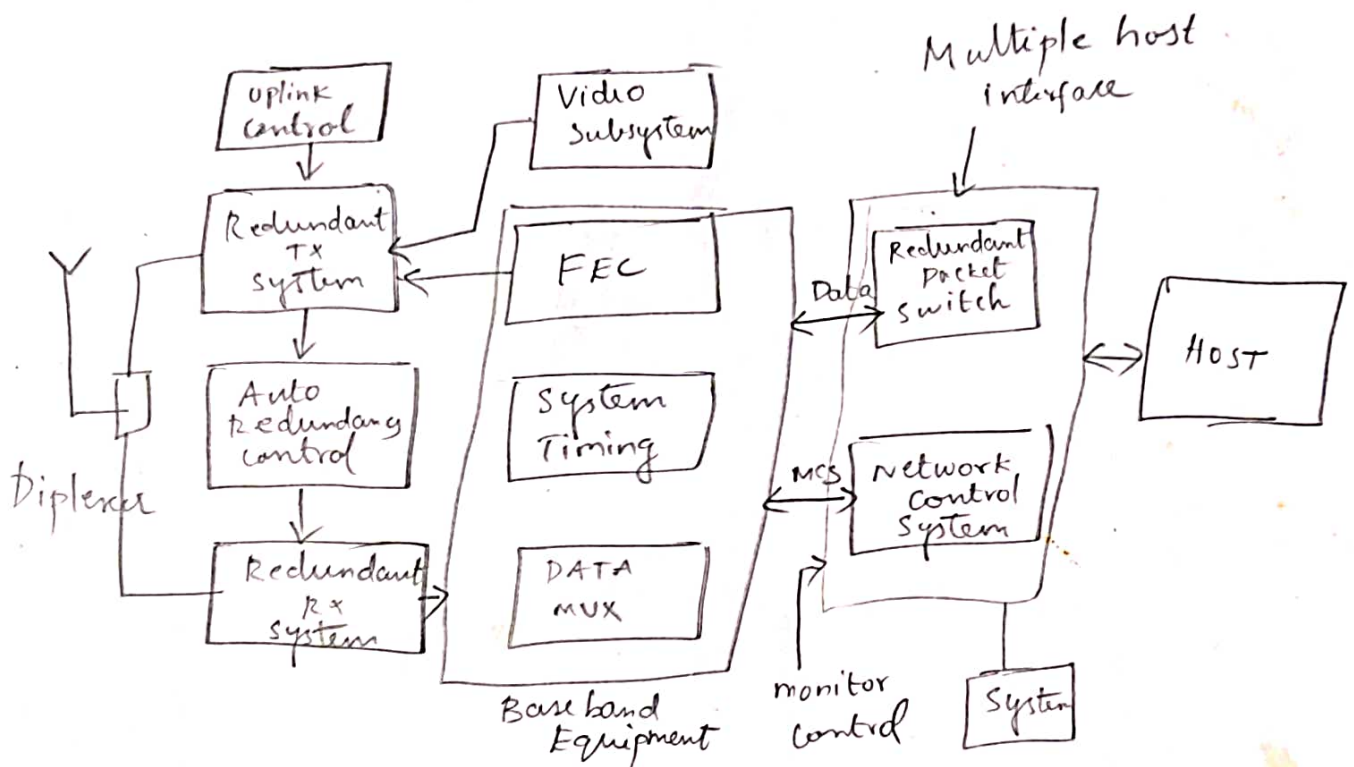 Multiple host
interface
Uplink
Control
Video
Subsystem
Redundant
TX
System
FEC
Redundant
Packet
Switch
Data
HOST
Auto
Redundancy
Control
System
Timing
Diplexer
MCS
Network
Control
System
Redundant
Rx
System
DATA
MUX
Base band
Equipment
monitor
Control
System